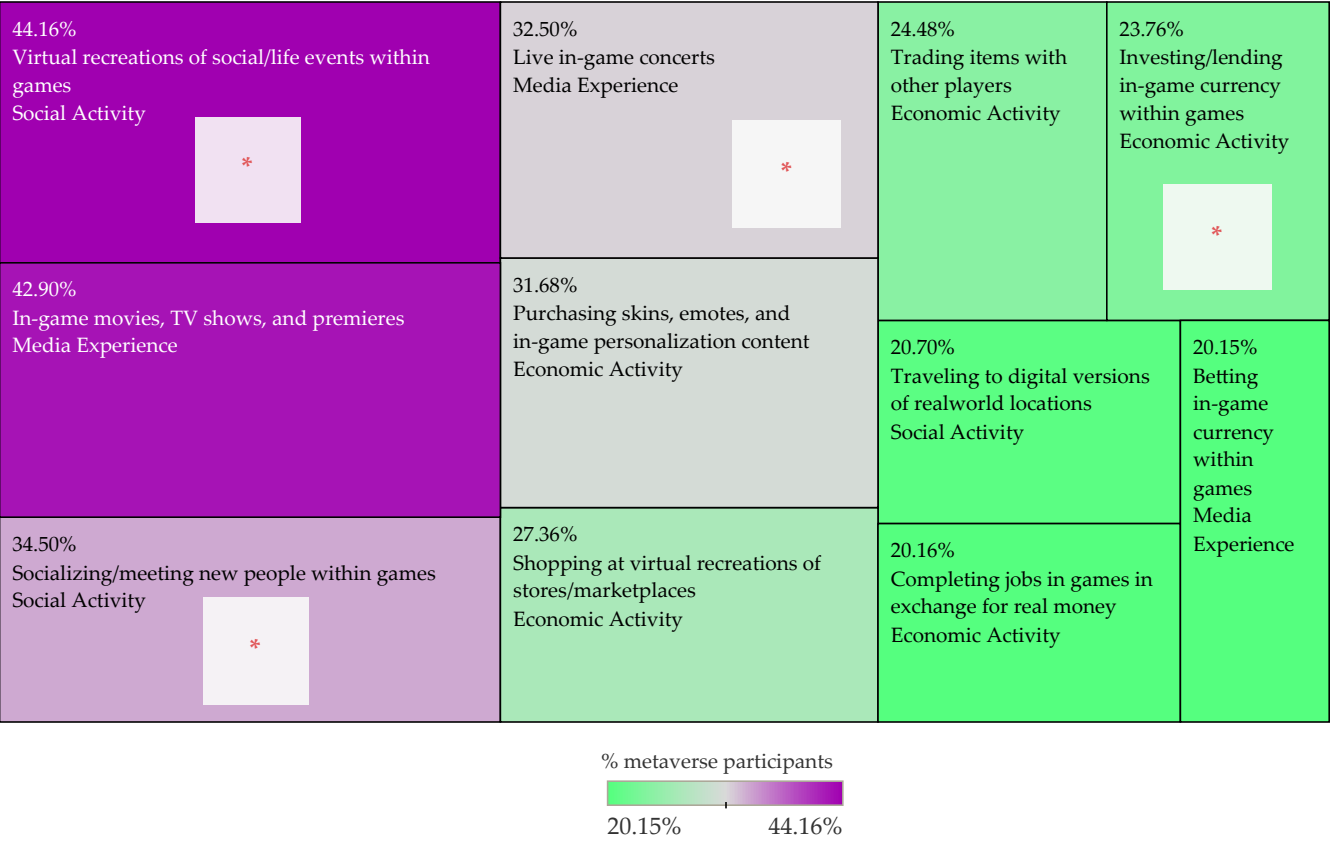 44.16%
Virtual recreations of social/life events within
games
Social Activity
*
42.90%
In-game movies, TV shows, and premieres
Media Experience
34.50%
Socializing/meeting new people within games
Social Activity
*
32.50%
Live in-game concerts
Media Experience
*
31.68%
Purchasing skins, emotes, and
in-game personalization content
Economic Activity
27.36%
Shopping at virtual recreations of
stores/marketplaces
Economic Activity
24.48%
Trading items with
other players
Economic Activity
23.76%
Investing/lending
in-game currency
within games
Economic Activity
*
20.70%
Traveling to digital versions
of realworld locations
Social Activity
20.16%
Completing jobs in games in
exchange for real money
Economic Activity
20.15%
Betting
in-game
currency
within
games
Media
Experience
% metaverse participants
20.15% 44.16%